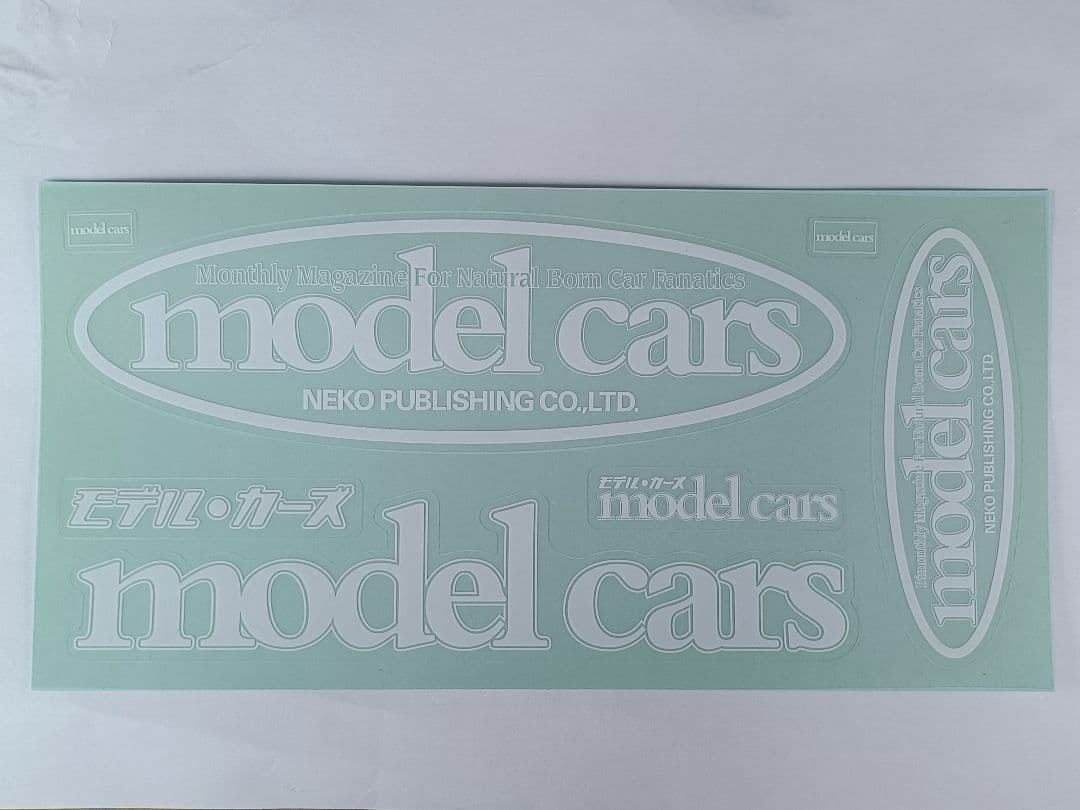 model cars
Monthly Magazine For Natural Born Car Fanatics
model cars
NEKO PUBLISHING CO.,LTD.
モデル・カーズ
model cars
モデル・カーズ
model cars
model cars
Bimonthly Magazine For Natural Born Car Fanatics
model cars
NEKO PUBLISHING CO.,LTD.